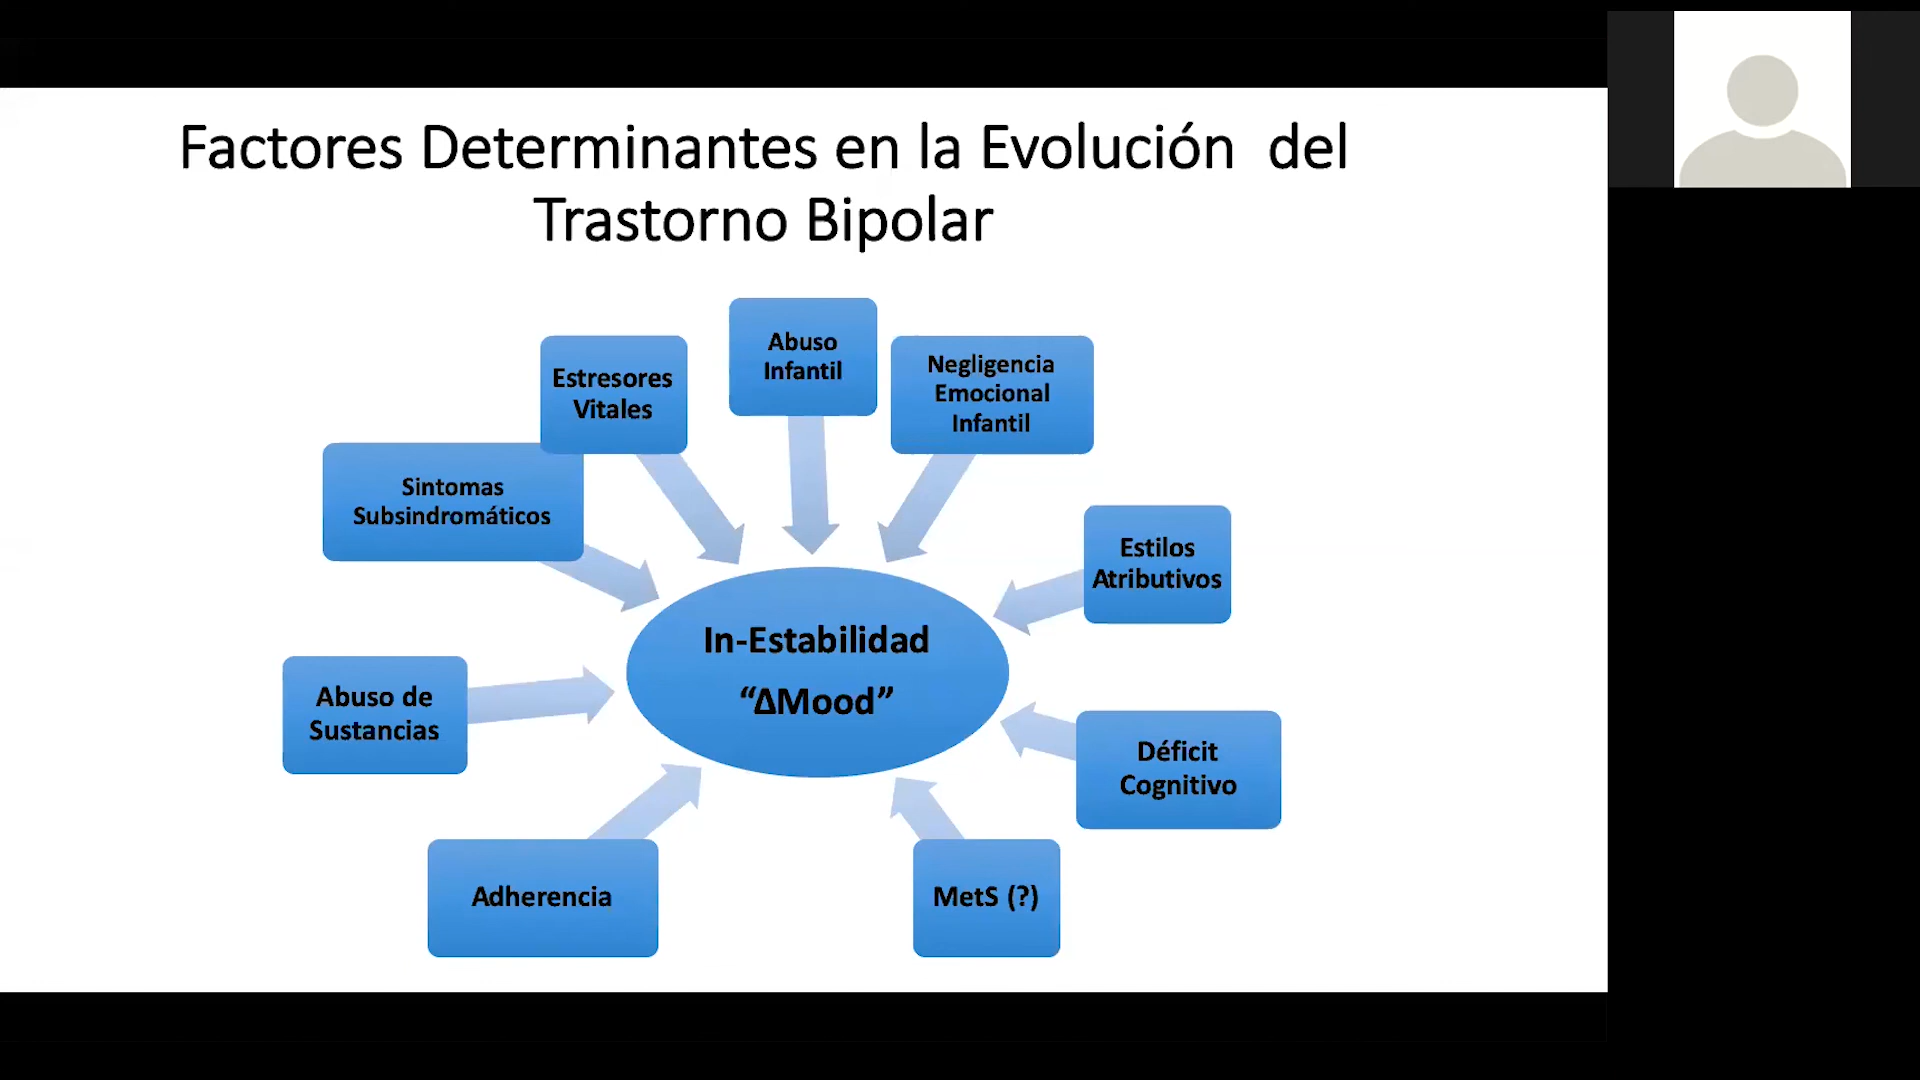 Factores Determinantes en la Evolución del
Trastorno Bipolar
Abuso
Infantil
Estresores
Vitales
Negligencia
Emocional
Infantil
Sintomas
Subsindromáticos
Estilos
Atributivos
In-Estabilidad
“ΔMood”
Abuso de
Sustancias
Déficit
Cognitivo
Adherencia
MetS (?)